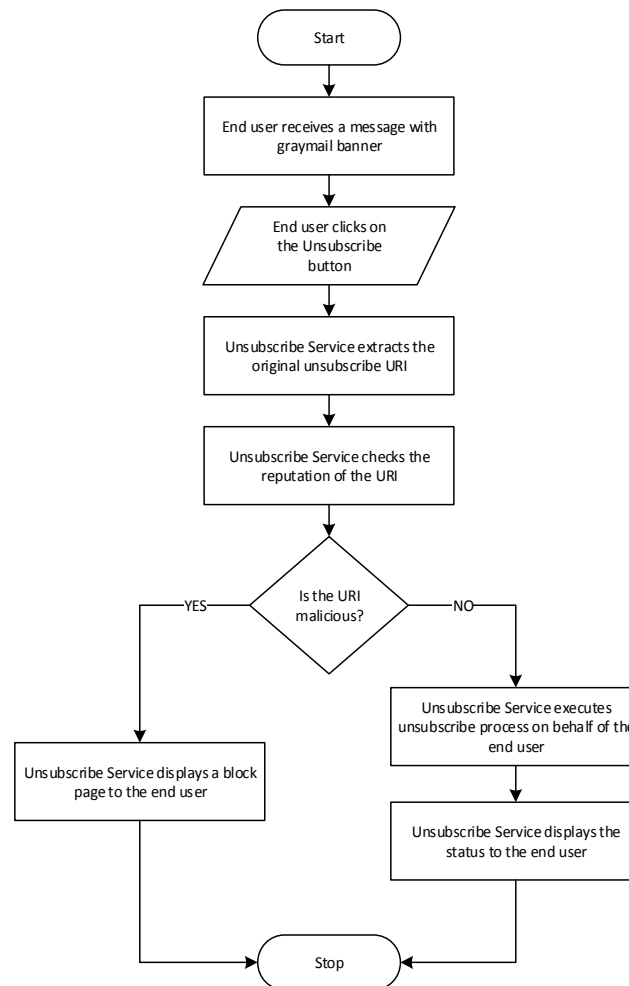 Start
End user receives a message with
graymail banner
End user clicks on
the Unsubscribe
button
Unsubscribe Service extracts the
original unsubscribe URI
Unsubscribe Service checks the
reputation of the URI
Is the URI
malicious?
YES
NO
Unsubscribe Service executes
unsubscribe process on behalf of the
end user
Unsubscribe Service displays a block
page to the end user
Unsubscribe Service displays the
status to the end user
Stop